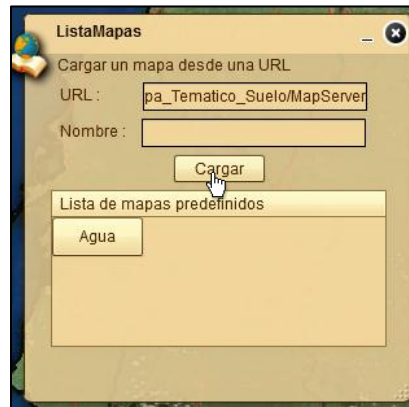 ListaMapas
Cargar un mapa desde una URL
URL : pa_Tematico_Suelo/MapServer
Nombre :
Cargar
Lista de mapas predefinidos
Agua